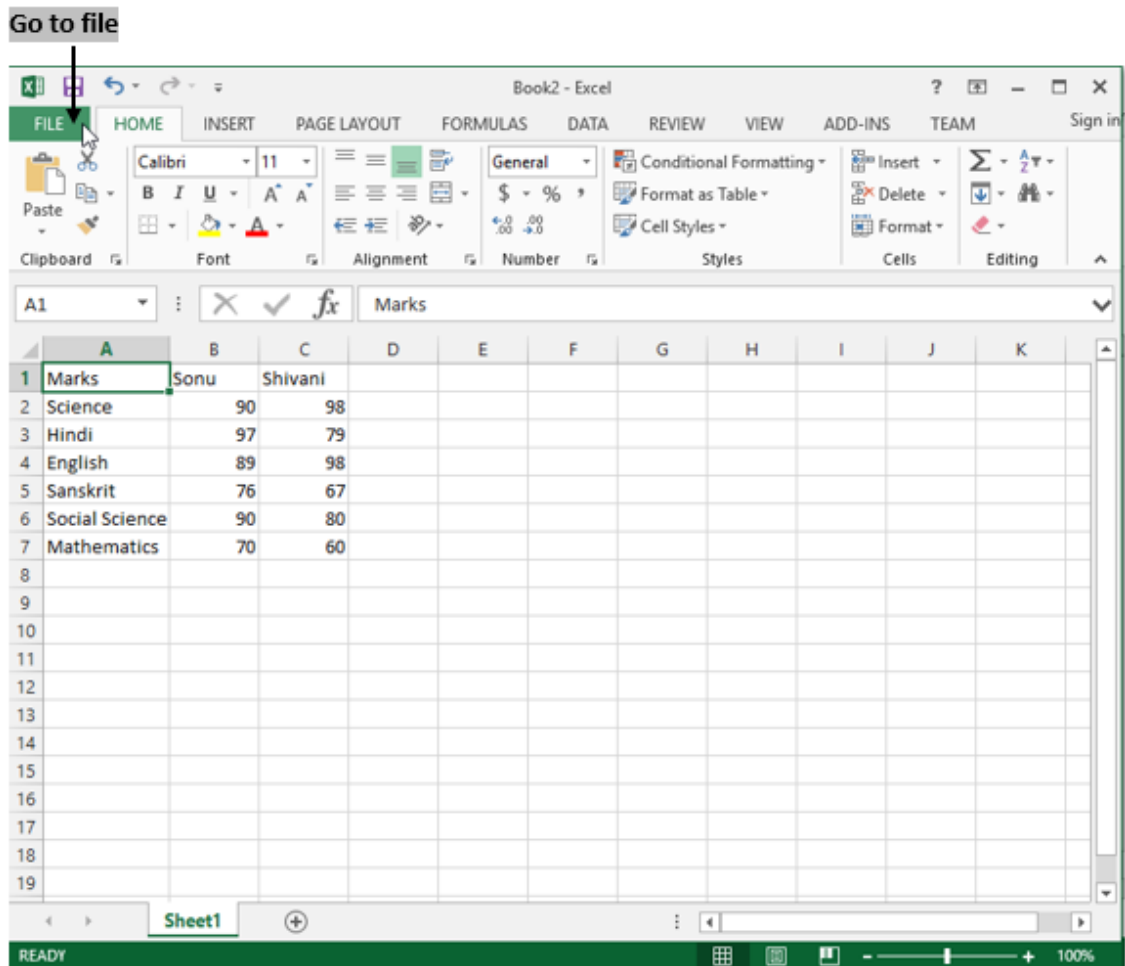 Go to file
Book2 - Excel
?
FILE HOME INSERT PAGE LAYOUT FORMULAS DATA REVIEW VIEW ADD-INS TEAM Sign in
Calibri 11 General Conditional Formatting Insert Σ
Paste B I U A A $ % , Format as Table Delete
A Cell Styles Format
Clipboard Font Alignment Number Styles Cells Editing
A1 fx Marks
A B C D E F G H I J K
1 Marks Sonu Shivani
2 Science 90 98
3 Hindi 97 79
4 English 89 98
5 Sanskrit 76 67
6 Social Science 90 80
7 Mathematics 70 60
8
9
10
11
12
13
14
15
16
17
18
19
Sheet1
READY 100%